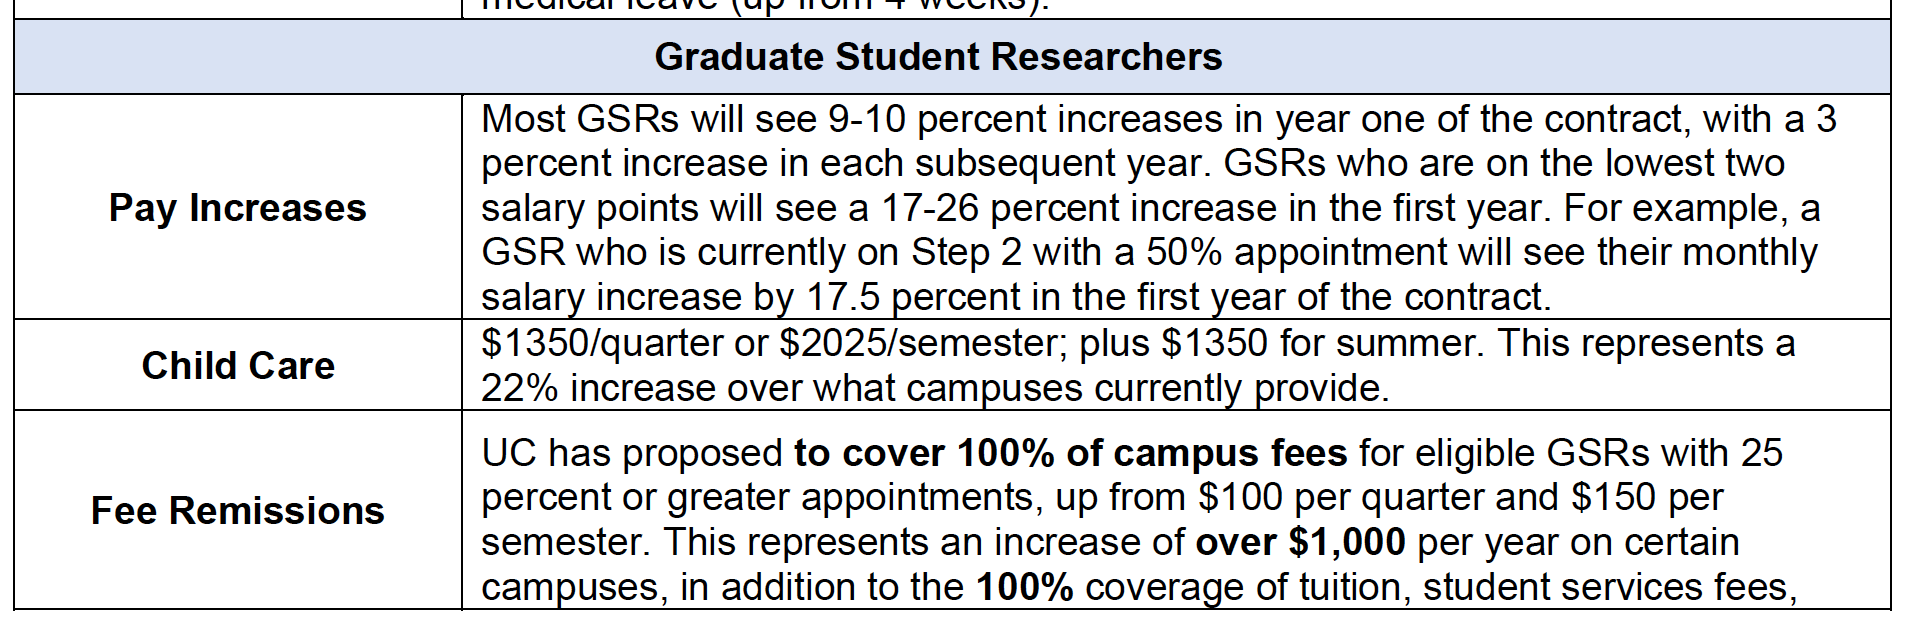 medical leave (up from 4 weeks).
Graduate Student Researchers
Pay Increases
Most GSRs will see 9-10 percent increases in year one of the contract, with a 3
percent increase in each subsequent year. GSRs who are on the lowest two
salary points will see a 17-26 percent increase in the first year. For example, a
GSR who is currently on Step 2 with a 50% appointment will see their monthly
salary increase by 17.5 percent in the first year of the contract.
Child Care
$1350/quarter or $2025/semester; plus $1350 for summer. This represents a
22% increase over what campuses currently provide.
Fee Remissions
UC has proposed to cover 100% of campus fees for eligible GSRs with 25
percent or greater appointments, up from $100 per quarter and $150 per
semester. This represents an increase of over $1,000 per year on certain
campuses, in addition to the 100% coverage of tuition, student services fees,